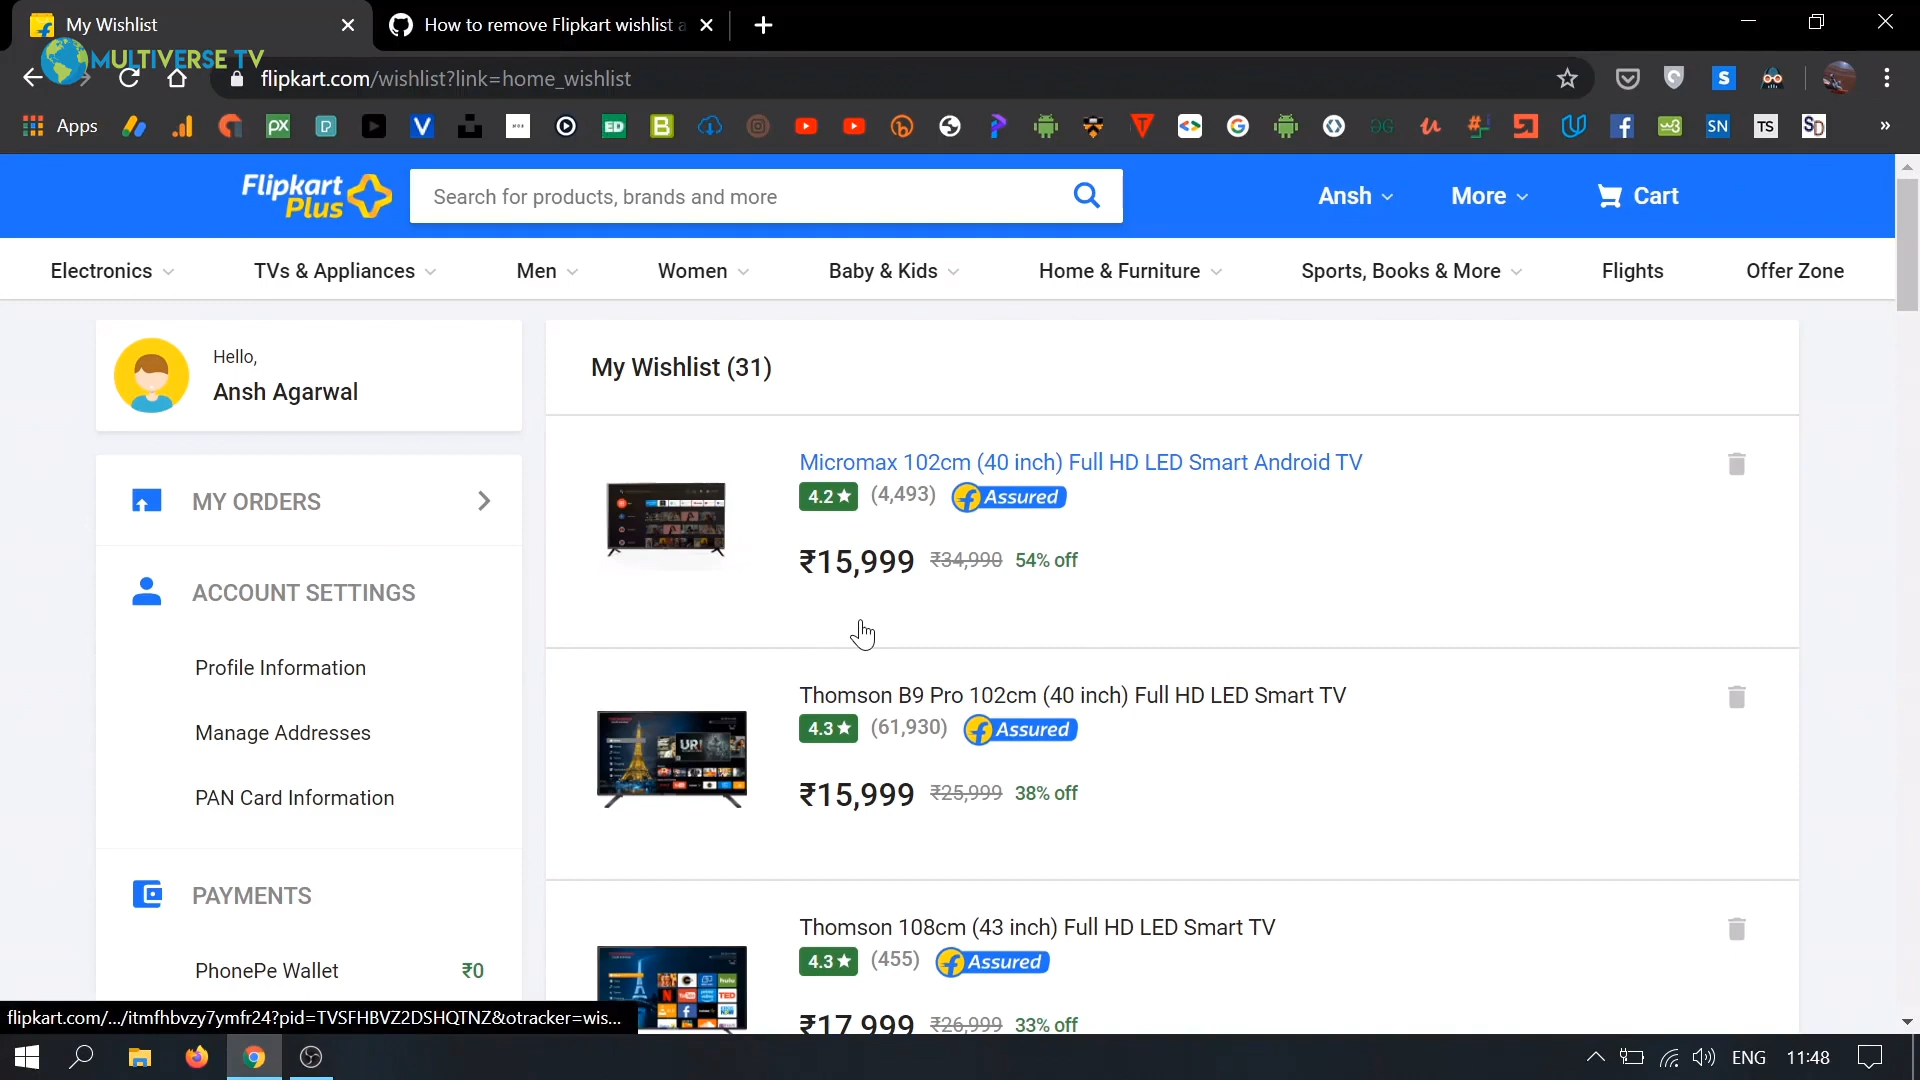 My Wishlist
How to remove Flipkart wishlist a
MULTIVERSE TV
flipkart.com/wishlist?link=home_wishlist
Apps
Flipkart
Plus
Search for products, brands and more
Ansh
More
Cart
Electronics
TVs & Appliances
Men
Women
Baby & Kids
Home & Furniture
Sports, Books & More
Flights
Offer Zone
Hello,
Ansh Agarwal
MY ORDERS
ACCOUNT SETTINGS
Profile Information
Manage Addresses
PAN Card Information
PAYMENTS
PhonePe Wallet ₹0
My Wishlist (31)
Micromax 102cm (40 inch) Full HD LED Smart Android TV
4.2★ (4,493) Assured
₹15,999 ₹34,990 54% off
Thomson B9 Pro 102cm (40 inch) Full HD LED Smart TV
4.3★ (61,930) Assured
₹15,999 ₹25,999 38% off
Thomson 108cm (43 inch) Full HD LED Smart TV
4.3★ (455) Assured
₹17,999 ₹26,999 33% off
flipkart.com/.../itmfhbvzy7ymfr24?pid=TVSFHBVZ2DSHQTNZ&otracker=wis...
ENG 11:48